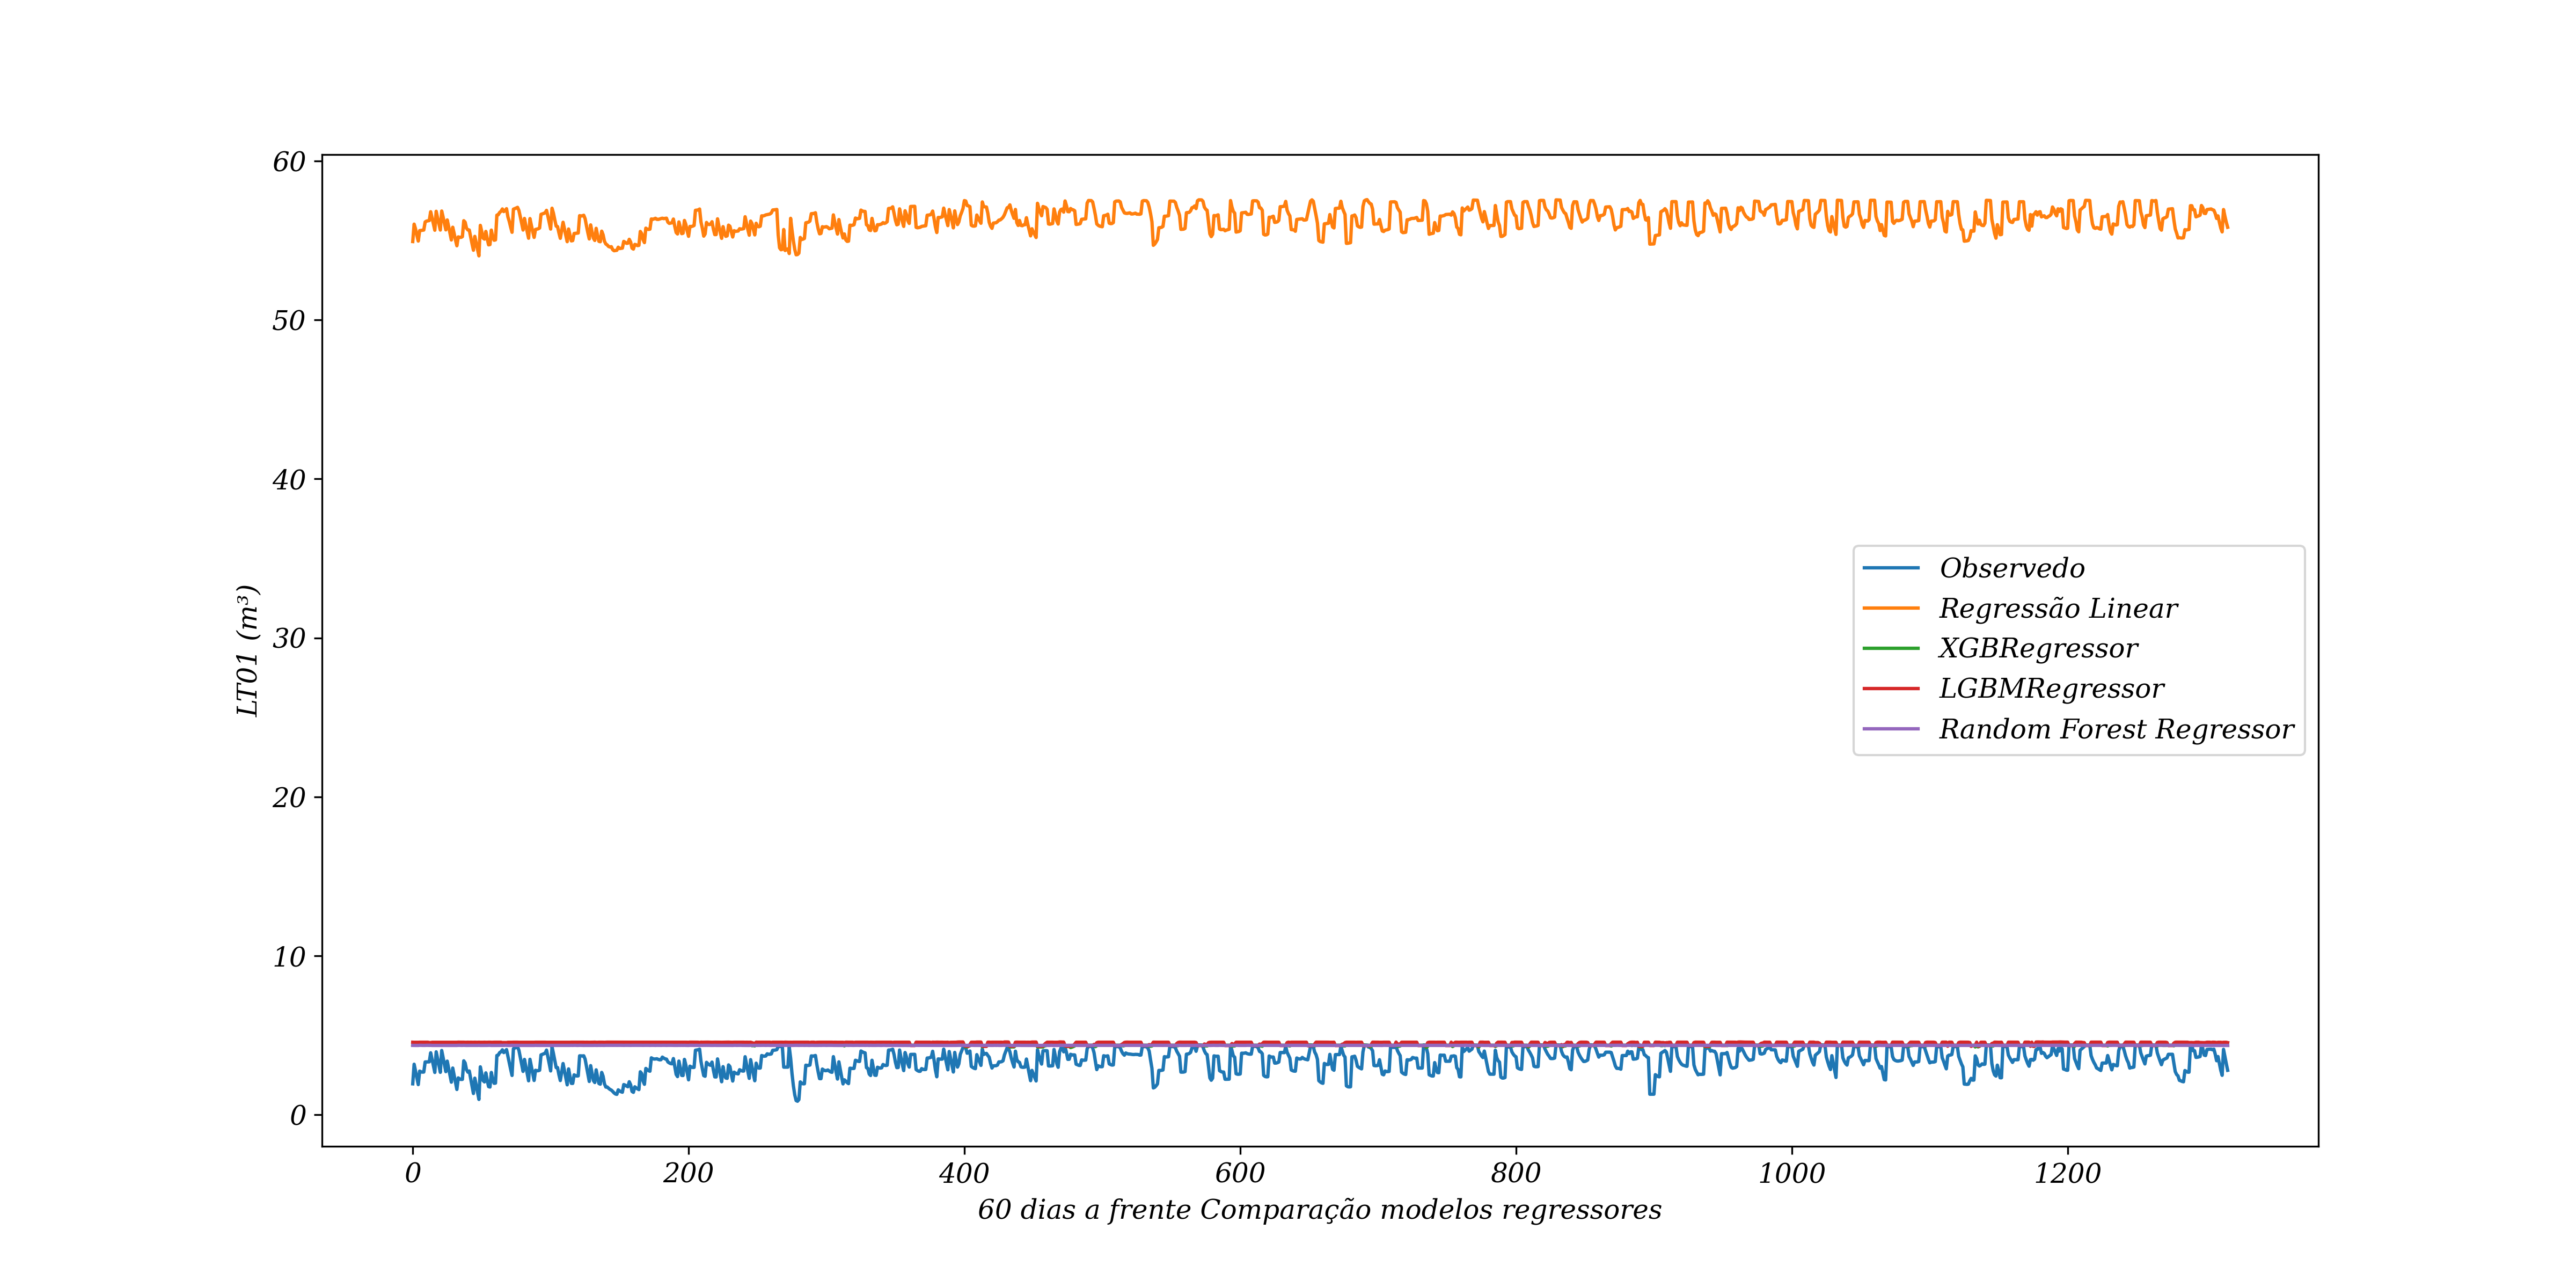 60
50
40
30
20
10
0
LT01 (m³)
Observedo
Regressão Linear
XGBRegressor
LGBMRegressor
Random Forest Regressor
0 200 400 600 800 1000 1200
60 dias a frente Comparação modelos regressores